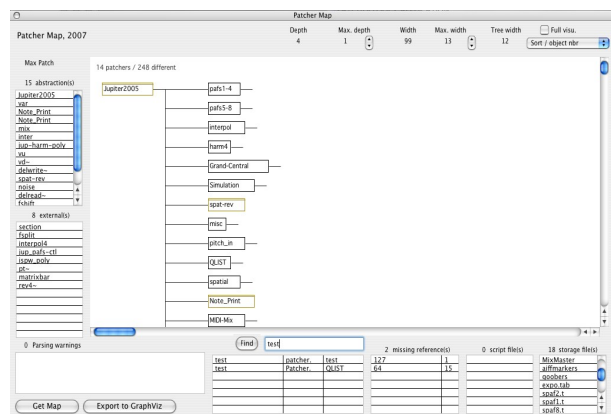 Patcher Map
Patcher Map, 2007
Depth
4
Max. depth
1
Width
99
Max. width
13
Tree width
12
Full visu.
Sort / object nbr
Max Patch
15 abstraction(s)
Jupiter2005
var
Note_Print
Note_Print
mix
inter
jup-harm-poly
vu
vd~
delwrite~
spat-rev
noise
delread~
fshift
8 external(s)
section
fsplit
interpol4
jup_pafs-ctl
ispw_poly
pt~
matrixbar
rev4~
14 patchers / 248 different
Jupiter2005
pafs1-4
pafs5-8
interpol
harm4
Grand-Central
Simulation
spat-rev
misc
pitch_in
QLIST
spatial
Note_Print
MIDI-Mix
0 Parsing warnings
Find
test
test patcher. test
test Patcher. QLIST
2 missing reference(s)
127 1
64 15
0 script file(s)
18 storage file(s)
MixMaster
aiffmarkers
goobers
expo.tab
spaf2.t
spaf1.t
spaf8.t
Get Map
Export to GraphViz